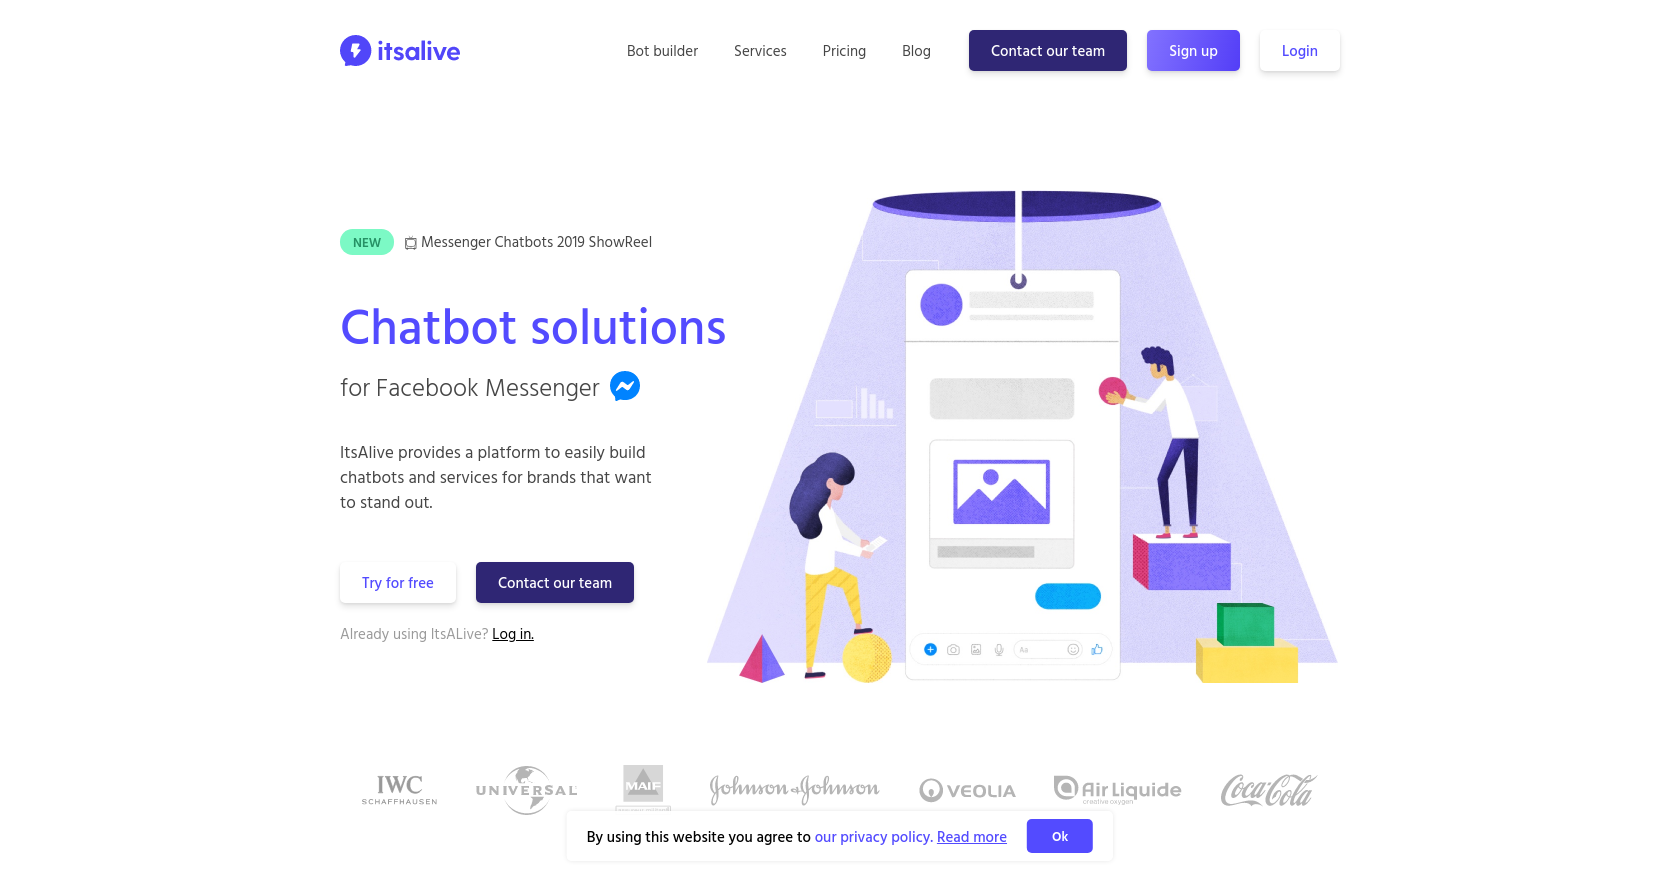 itsalive
Bot builder
Services
Pricing
Blog
Contact our team
Sign up
Login
NEW
Messenger Chatbots 2019 ShowReel
Chatbot solutions
for Facebook Messenger
ItsAlive provides a platform to easily build
chatbots and services for brands that want
to stand out.
Try for free
Contact our team
Already using ItsALive? Log in.
Aa
IWC
SCHAFFHAUSEN
UNIVERSAL
MAIF
Johnson & Johnson
VEOLIA
Air Liquide
creative oxygen
Coca-Cola
By using this website you agree to our privacy policy. Read more
Ok